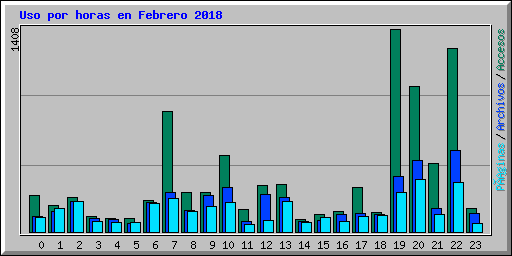 Uso por horas en Febrero 2018
1408
Pãginas/Archivos/Accesos
0 1 2 3 4 5 6 7 8 9 10 11 12 13 14 15 16 17 18 19 20 21 22 23